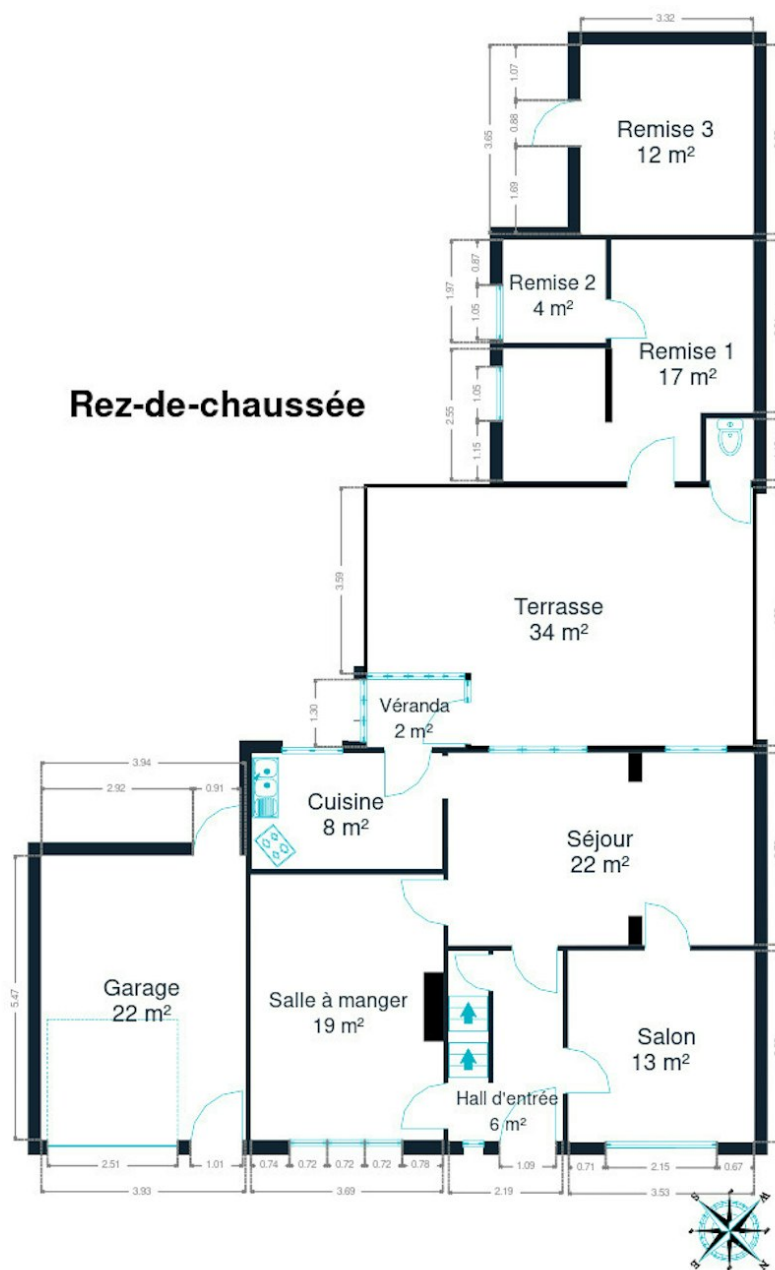 3.32
1.07
0.88
3.65
1.69
Remise 3
12 m²
0.87
1.97
1.05
Remise 2
4 m²
Remise 1
17 m²
Rez-de-chaussée
1.05
2.55
1.15
3.59
Terrasse
34 m²
1.30
Véranda
2 m²
3.94
2.92
0.91
Cuisine
8 m²
Séjour
22 m²
5.47
Garage
22 m²
Salle à manger
19 m²
Salon
13 m²
Hall d'entrée
6 m²
2.51
1.01
0.74
0.72
0.72
0.72
0.78
1.09
0.71
2.15
0.67
3.93
3.69
2.19
3.53
S
W
E
N